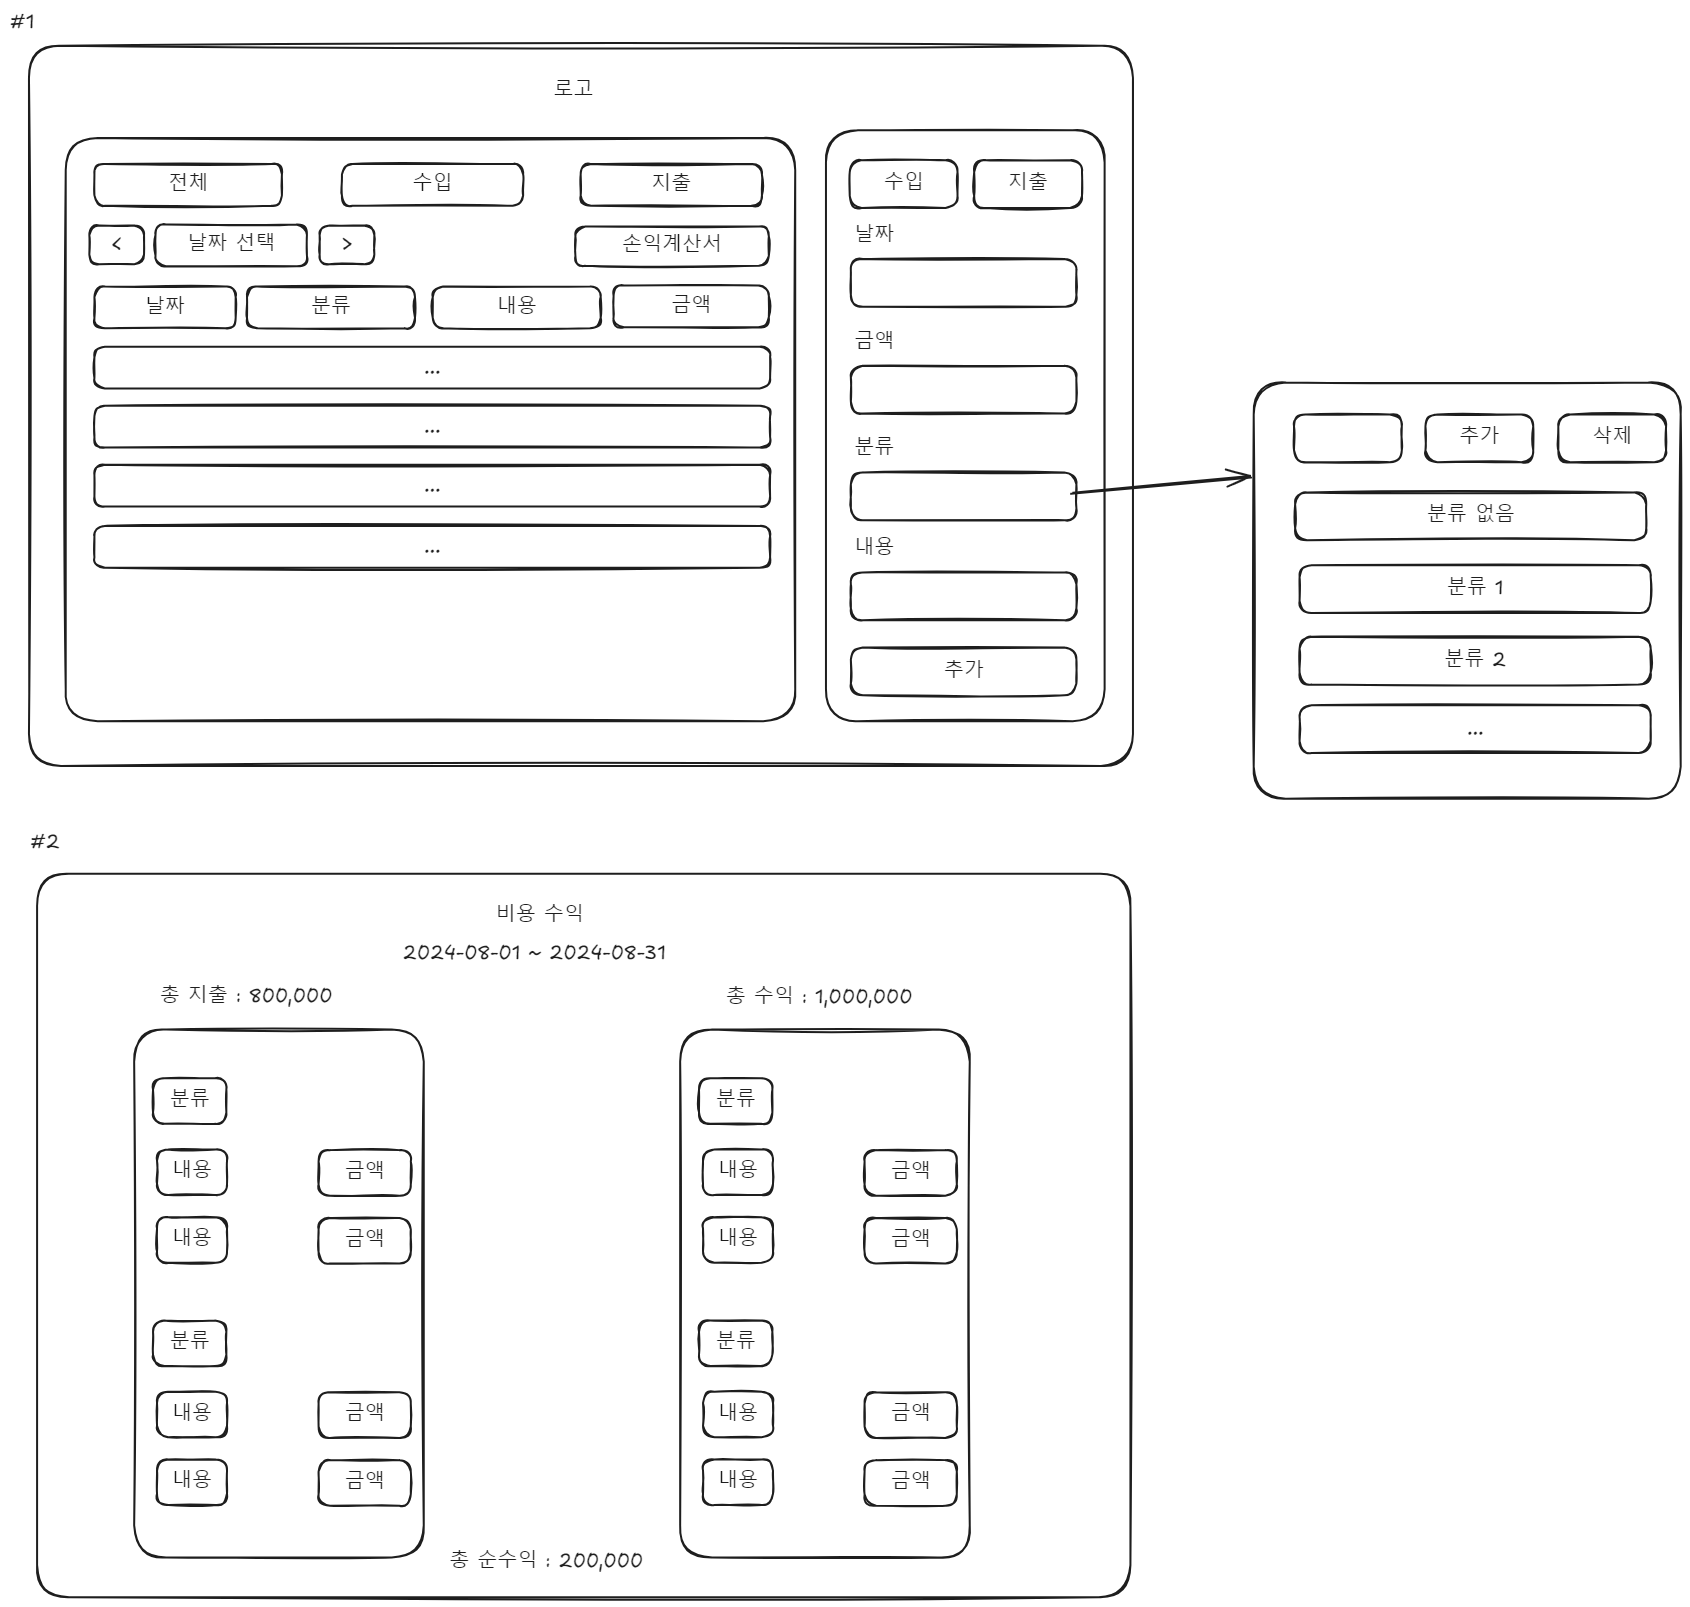 #1
로고
전체 수입 지출
< 날짜 선택 > 손익계산서
날짜 분류 내용 금액
...
...
...
...
수입 지출
날짜
금액
분류
내용
추가
추가 삭제
분류 없음
분류 1
분류 2
...
#2
비용 수익
2024-08-01 ~ 2024-08-31
총 지출 : 800,000
분류
내용 금액
내용 금액
분류
내용 금액
내용 금액
총 수익 : 1,000,000
분류
내용 금액
내용 금액
분류
내용 금액
내용 금액
총 순수익 : 200,000